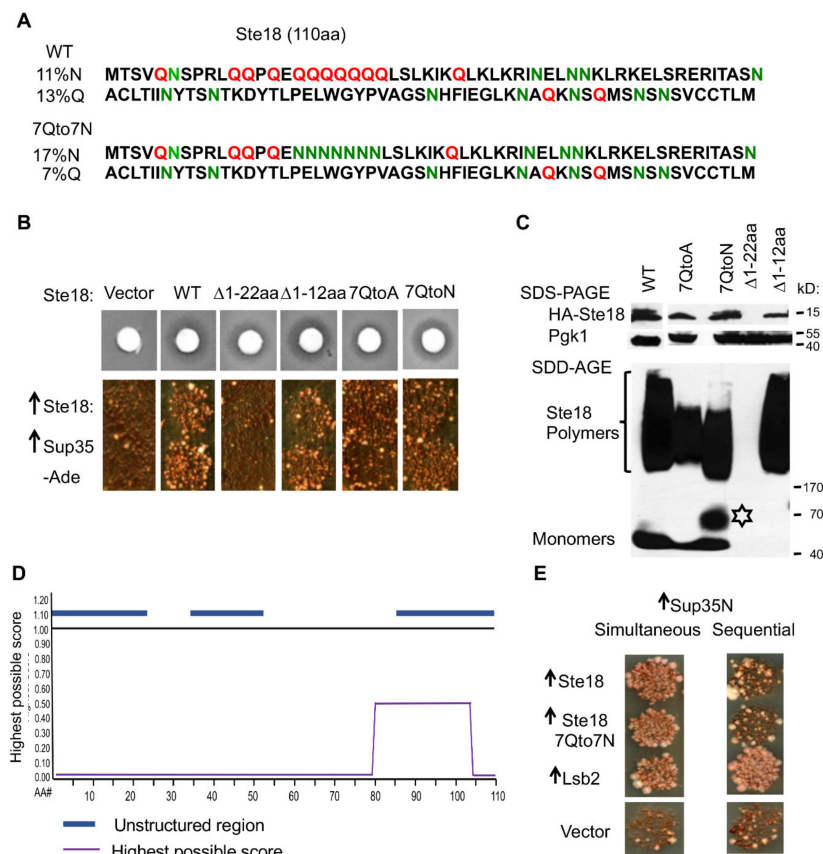 A
Ste18 (110aa)
WT
11%N MTSVQNSPRLQQPQEQQQQQQQLSLKIKQLKLKRINELNNKLRKELSRERITASN
13%Q ACLTIINYTSNTKDYTLPELWGYPVAGSNHFIEGLKNAQKNSQMSNSNSVCCTLM
7Qto7N
17%N MTSVQNSPRLQQPQENNNNNNNLSLKIKQLKLKRINELNNKLRKELSRERITASN
7%Q ACLTIINYTSNTKDYTLPELWGYPVAGSNHFIEGLKNAQKNSQMSNSNSVCCTLM
B
Ste18: Vector WT Δ1-22aa Δ1-12aa 7QtoA 7QtoN
↑Ste18:
↑Sup35
-Ade
C
WT 7QtoA 7QtoN Δ1-22aa Δ1-12aa
SDS-PAGE kD:
HA-Ste18 - 15
Pgk1 - 55
- 40
SDD-AGE
Ste18
Polymers
- 170
- 70
Monomers
- 40
D
Highest possible score
1.20
1.10
1.00
0.90
0.80
0.70
0.60
0.50
0.40
0.30
0.20
0.10
0.00
AA# 10 20 30 40 50 60 70 80 90 100 110
Unstructured region
Highest possible score
E
↑Sup35N
Simultaneous Sequential
↑Ste18
↑Ste18
7Qto7N
↑Lsb2
Vector